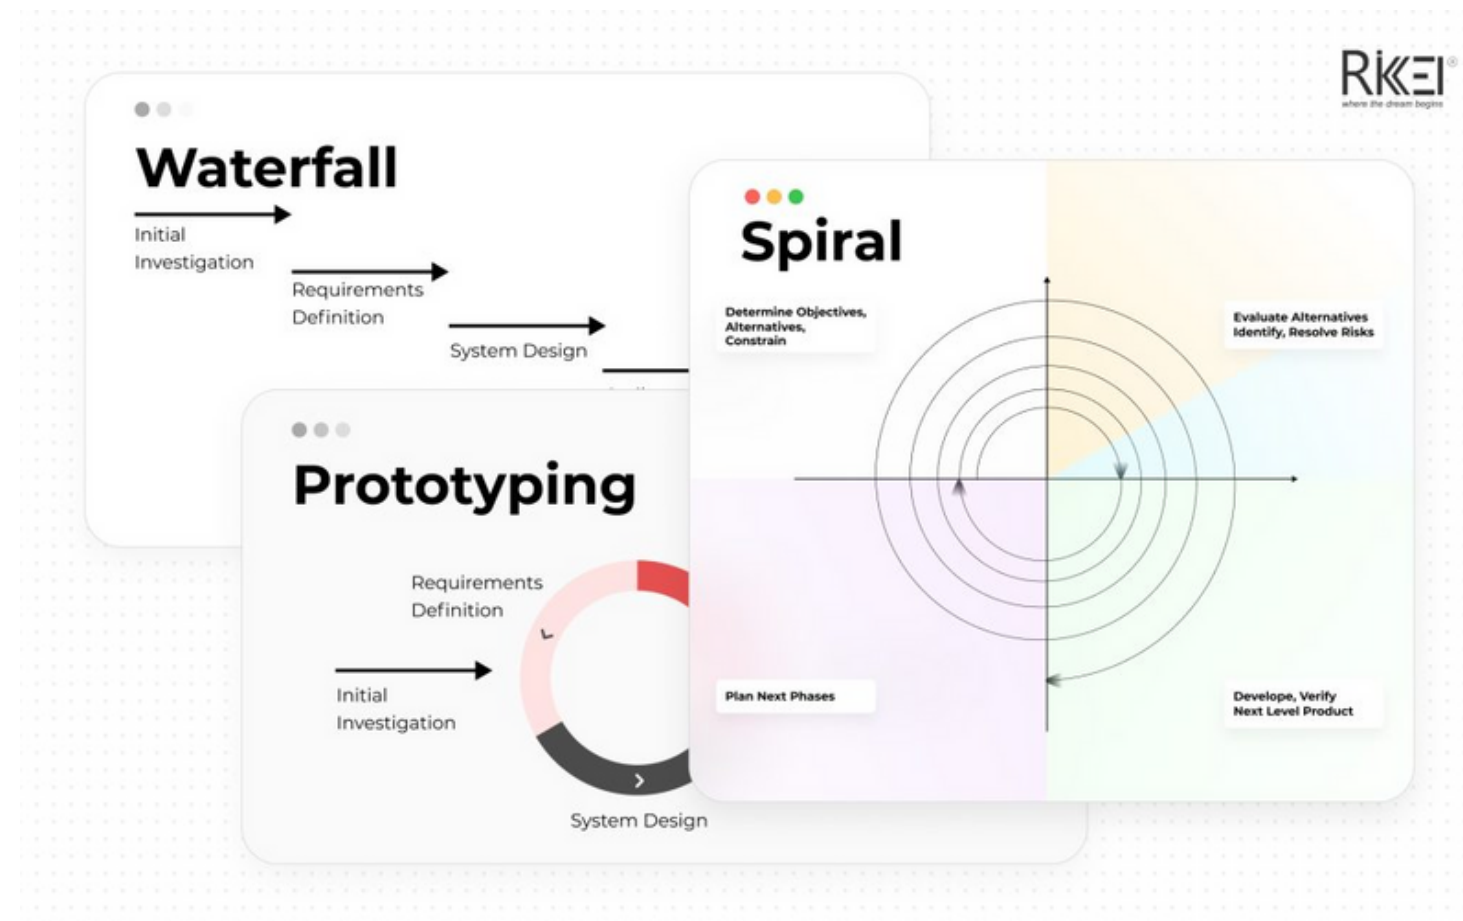 RIKKEI®
where the dream begins
Waterfall
Initial
Investigation
Requirements
Definition
System Design
Spiral
Determine Objectives,
Alternatives,
Constrain
Evaluate Alternatives
Identify, Resolve Risks
Plan Next Phases
Develope, Verify
Next Level Product
Prototyping
Requirements
Definition
Initial
Investigation
System Design